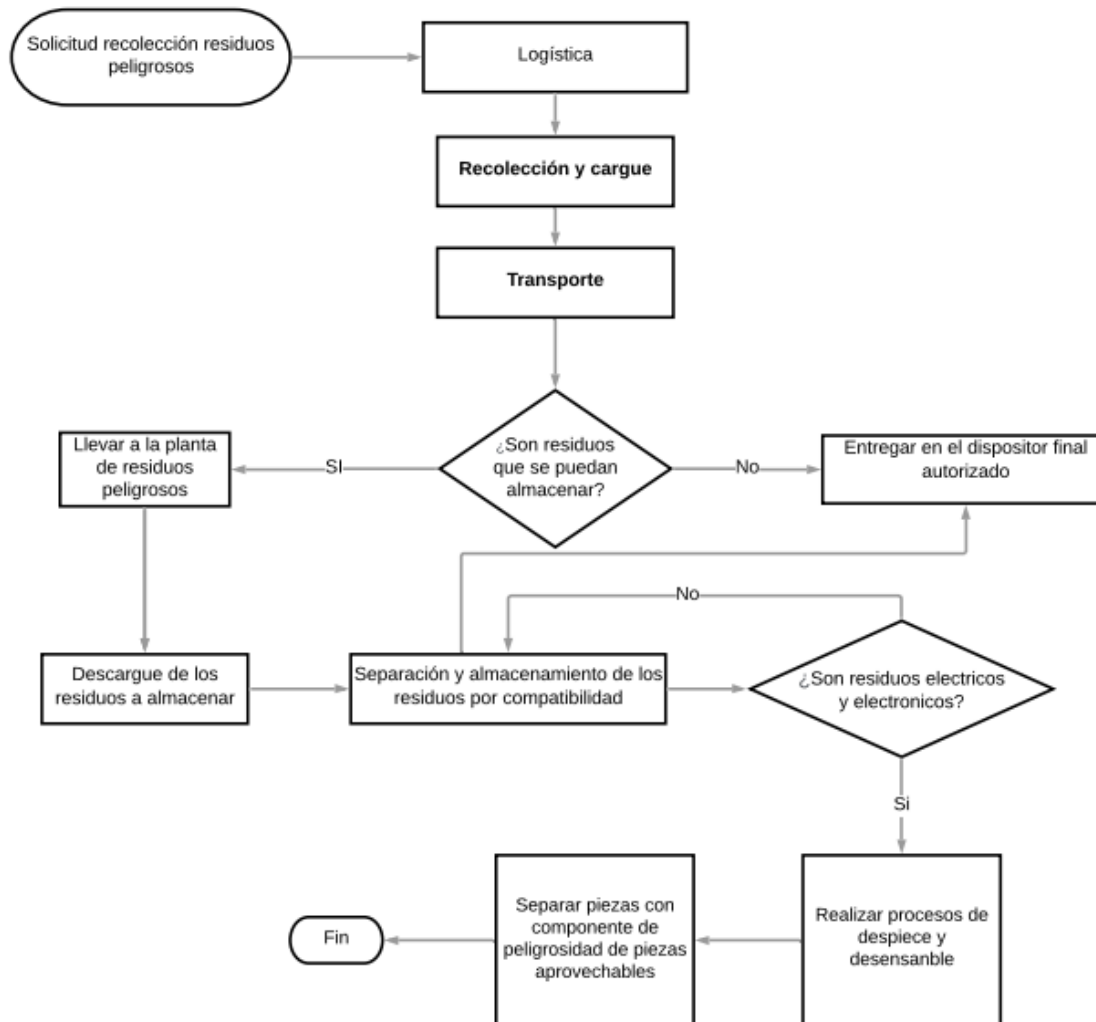 Solicitud recolección residuos
peligrosos
Logística
Recolección y cargue
Transporte
¿Son residuos
que se puedan
almacenar?
SI
No
Llevar a la planta
de residuos
peligrosos
Entregar en el dispositor final
autorizado
No
Descargue de los
residuos a almacenar
Separación y almacenamiento de los
residuos por compatibilidad
¿Son residuos electricos
y electronicos?
Si
Realizar procesos de
despiece y
desensanble
Separar piezas con
componente de
peligrosidad de piezas
aprovechables
Fin